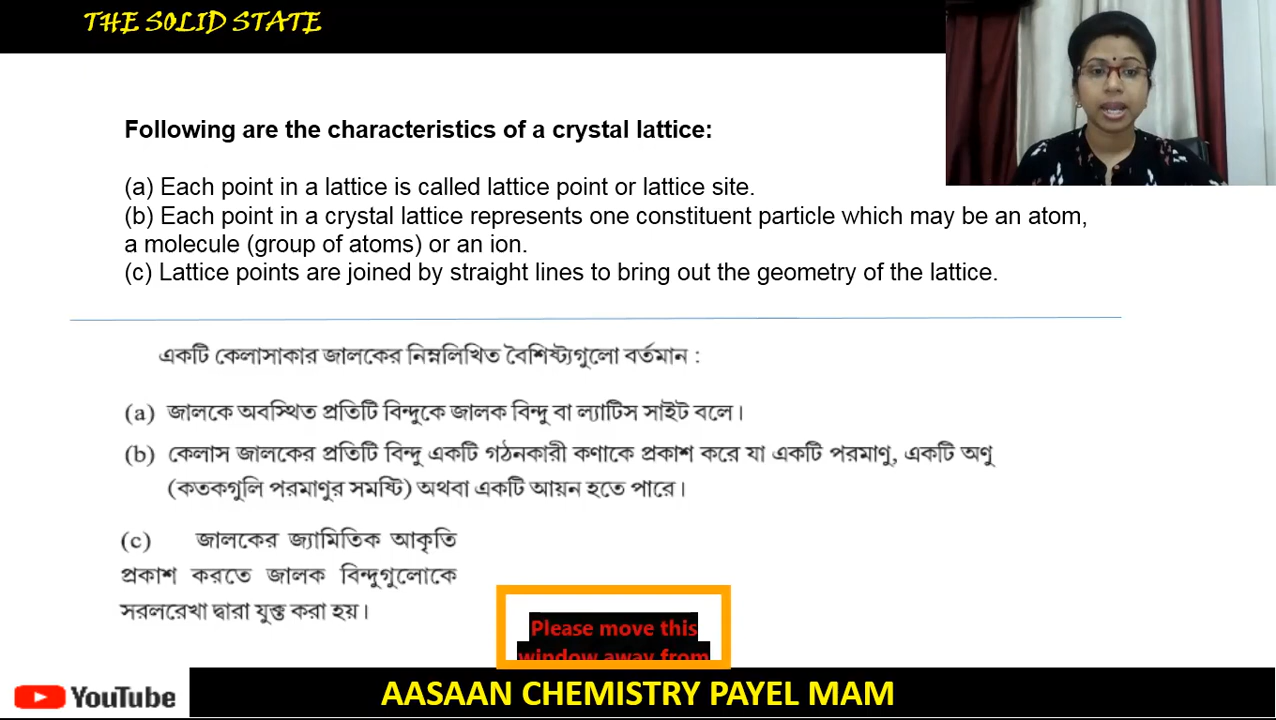 THE SOLID STATE
Following are the characteristics of a crystal lattice:
(a) Each point in a lattice is called lattice point or lattice site.
(b) Each point in a crystal lattice represents one constituent particle which may be an atom,
a molecule (group of atoms) or an ion.
(c) Lattice points are joined by straight lines to bring out the geometry of the lattice.
একটি কেলাসাকার জালকের নিম্নলিখিত বৈশিষ্ট্যগুলো বর্তমান :
(a) জালকে অবস্থিত প্রতিটি বিন্দুকে জালক বিন্দু বা ল্যাটিস সাইট বলে।
(b) কেলাস জালকের প্রতিটি বিন্দু একটি গঠনকারী কণাকে প্রকাশ করে যা একটি পরমাণু, একটি অণু
(কতকগুলি পরমাণুর সমষ্টি) অথবা একটি আয়ন হতে পারে।
(c) জালকের জ্যামিতিক আকৃতি
প্রকাশ করতে জালক বিন্দুগুলোকে
সরলরেখা দ্বারা যুক্ত করা হয়।
Please move this
window away from
YouTube
AASAAN CHEMISTRY PAYEL MAM